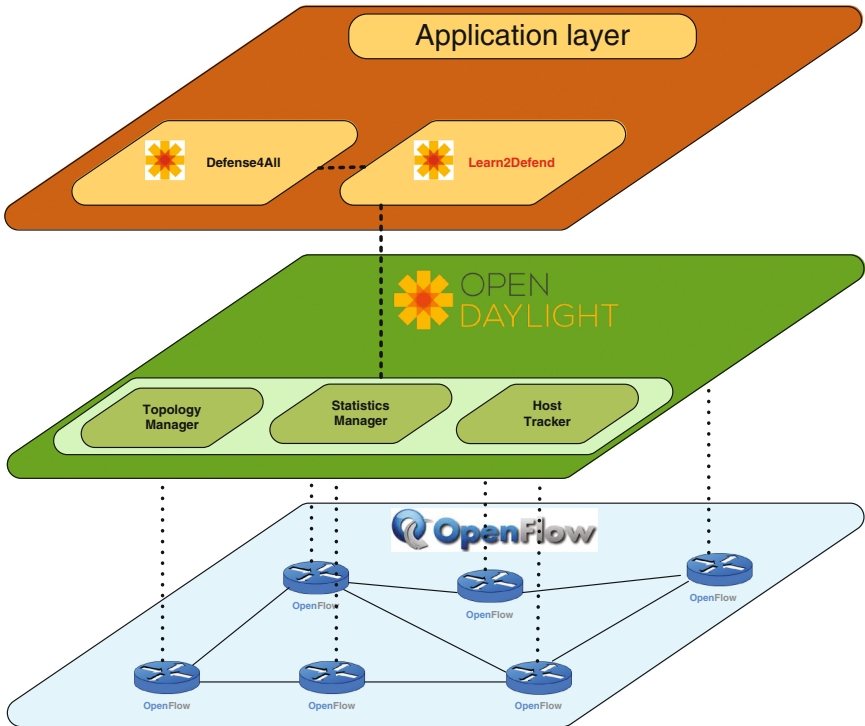 Application layer
Defense4All
Learn2Defend
OPEN
DAYLIGHT
Topology
Manager
Statistics
Manager
Host
Tracker
OpenFlow
OpenFlow
OpenFlow
OpenFlow
OpenFlow
OpenFlow
OpenFlow